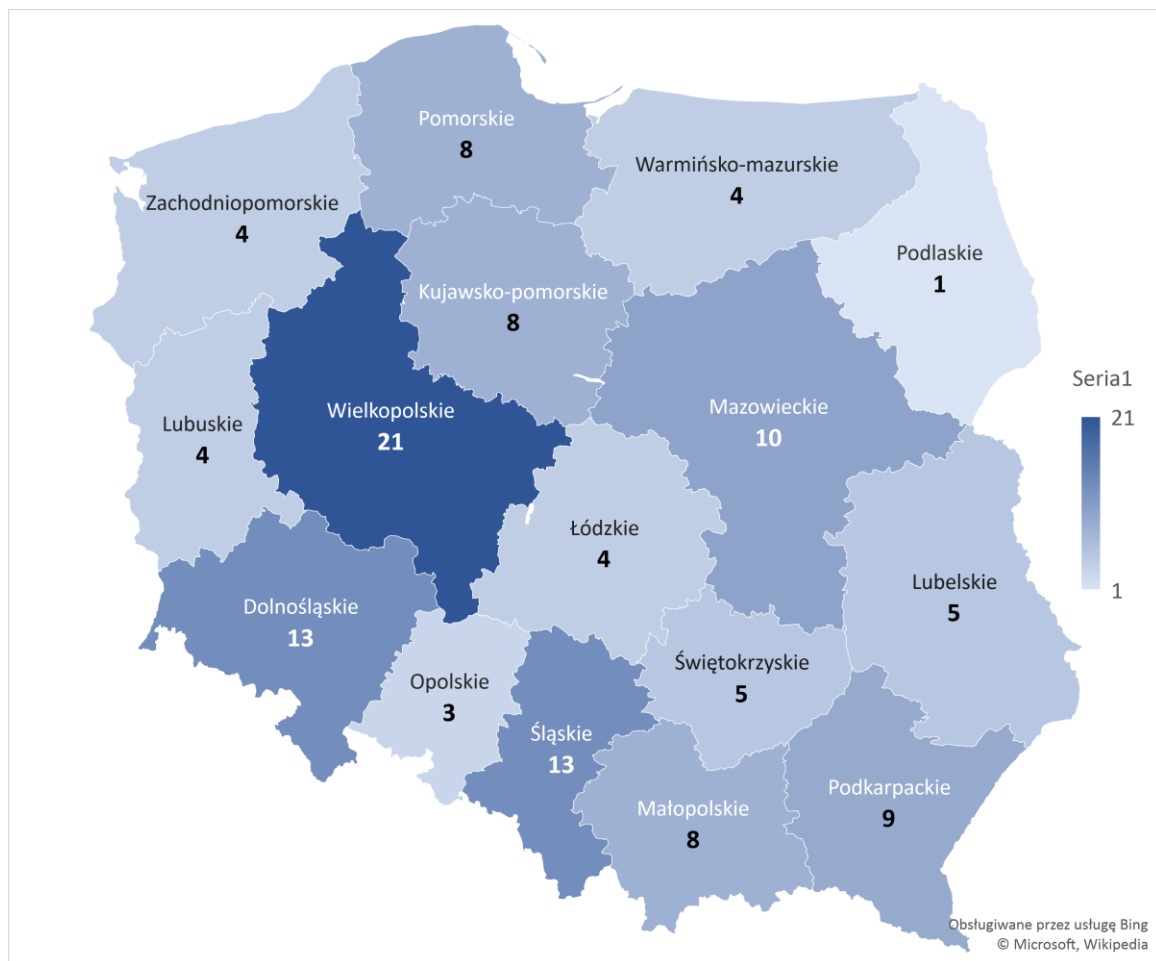 Pomorskie
8
Warmińsko-mazurskie
4
Zachodniopomorskie
4
Podlaskie
1
Kujawsko-pomorskie
8
Seria1
21
1
Wielkopolskie
21
Mazowieckie
10
Lubuskie
4
Łódzkie
4
Lubelskie
5
Dolnośląskie
13
Świętokrzyskie
5
Opolskie
3
Śląskie
13
Podkarpackie
9
Małopolskie
8
Obsługiwane przez usługę Bing
© Microsoft, Wikipedia